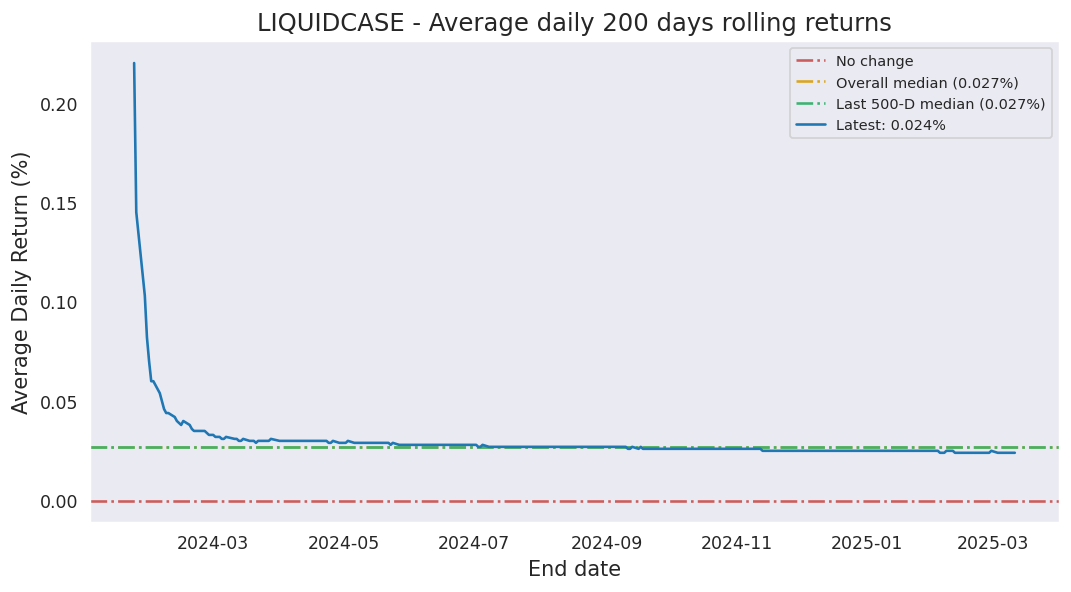 LIQUIDCASE - Average daily 200 days rolling returns
No change
Overall median (0.027%)
Last 500-D median (0.027%)
Latest: 0.024%
Average Daily Return (%)
0.20
0.15
0.10
0.05
0.00
2024-03 2024-05 2024-07 2024-09 2024-11 2025-01 2025-03
End date